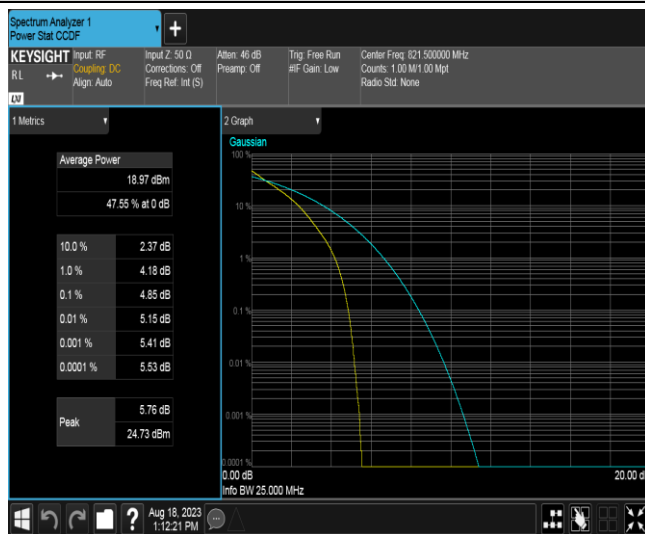 Spectrum Analyzer 1
Power Stat CCDF
+
KEYSIGHT
RL
LXI
Input: RF
Coupling: DC
Align: Auto
Input Z: 50 Ω
Corrections: Off
Freq Ref: Int (S)
Atten: 46 dB
Preamp: Off
Trig: Free Run
#IF Gain: Low
Center Freq: 821.500000 MHz
Counts: 1.00 M/1.00 Mpt
Radio Std: None
1 Metrics
Average Power
18.97 dBm
47.55 % at 0 dB
10.0 % 2.37 dB
1.0 % 4.18 dB
0.1 % 4.85 dB
0.01 % 5.15 dB
0.001 % 5.41 dB
0.0001 % 5.53 dB
Peak
5.76 dB
24.73 dBm
2 Graph
Gaussian
100 %
10 %
1 %
0.1 %
0.01 %
0.001 %
0.0001 %
0.00 dB
20.00 d
Info BW 25.000 MHz
?
Aug 18, 2023
1:12:21 PM